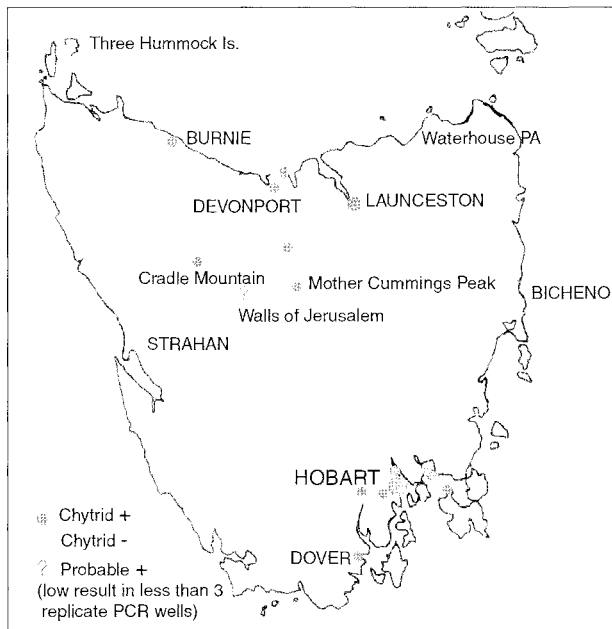 Three Hummock Is.
BURNIE
Waterhouse PA
DEVONPORT
LAUNCESTON
Cradle Mountain
Mother Cummings Peak
BICHENO
Walls of Jerusalem
STRAHAN
HOBART
Chytrid +
Chytrid -
DOVER
? Probable +
(low result in less than 3
replicate PCR wells)